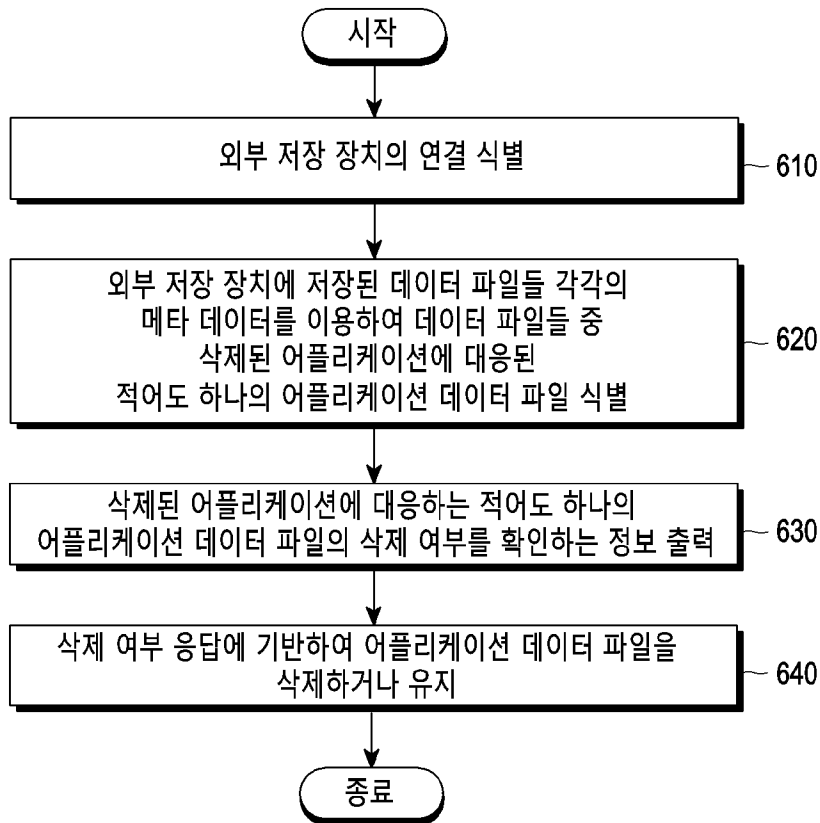 시작
외부 저장 장치의 연결 식별
610
외부 저장 장치에 저장된 데이터 파일들 각각의
메타 데이터를 이용하여 데이터 파일들 중
삭제된 어플리케이션에 대응된
적어도 하나의 어플리케이션 데이터 파일 식별
620
삭제된 어플리케이션에 대응하는 적어도 하나의
어플리케이션 데이터 파일의 삭제 여부를 확인하는 정보 출력
630
삭제 여부 응답에 기반하여 어플리케이션 데이터 파일을
삭제하거나 유지
640
종료